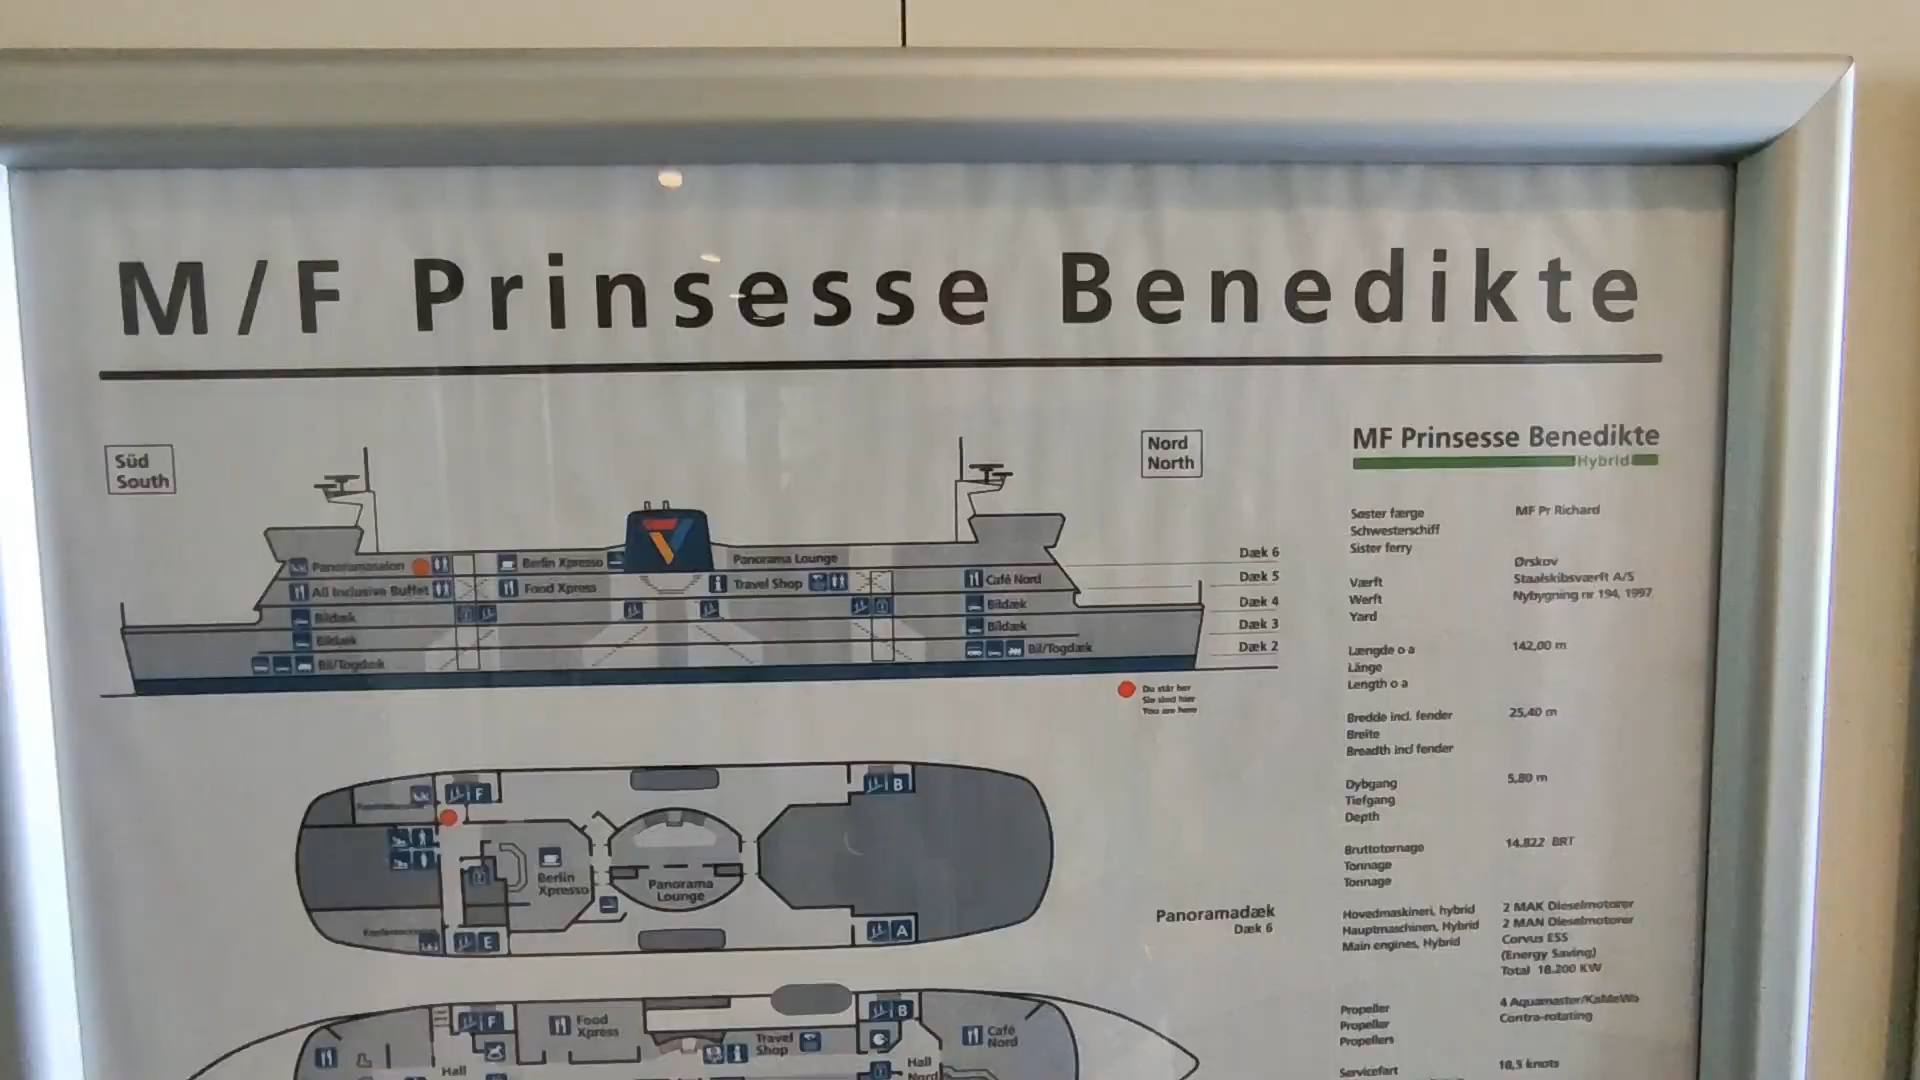 M/F Prinsesse Benedikte
Süd
South
Nord
North
Panoramasalon
Berlin Xpresso
Panorama Lounge
Dæk 6
All Inclusive Buffet
Food Xpress
Travel Shop
Café Nord
Dæk 5
Bildæk
Bildæk
Dæk 4
Bildæk
Bildæk
Dæk 3
Bil/Togdæk
Bil/Togdæk
Dæk 2
Du står her
Sie sind hier
You are here
MF Prinsesse Benedikte
Hybrid
Søster færge
MF Pr Richard
Schwesterschiff
Sister ferry
Værft
Werft
Yard
Ørskov
Staalskibsværft A/S
Nybygning nr 194, 1997
Længde o a
142,00 m
Länge
Length o a
Bredde incl. fender
25,40 m
Breite
Breadth incl fender
Dybgang
5,80 m
Tiefgang
Depth
Bruttotonnage
14.822 BRT
Tonnage
Tonnage
Hovedmaskineri, hybrid
Hauptmaschinen, Hybrid
Main engines, Hybrid
2 MAK Dieselmotorer
2 MAN Dieselmotorer
Corvus ESS
(Energy Saving)
Total 18.200 KW
Propeller
Propeller
Propellers
4 Aquamaster/KaMeWa
Contra-rotating
Servicefart
18,5 knots
F
B
Berlin
Xpresso
Panorama
Lounge
E
A
Panoramadæk
Dæk 6
F
Food
Xpress
Travel
Shop
B
Café
Nord
Hall
Hall
Nord